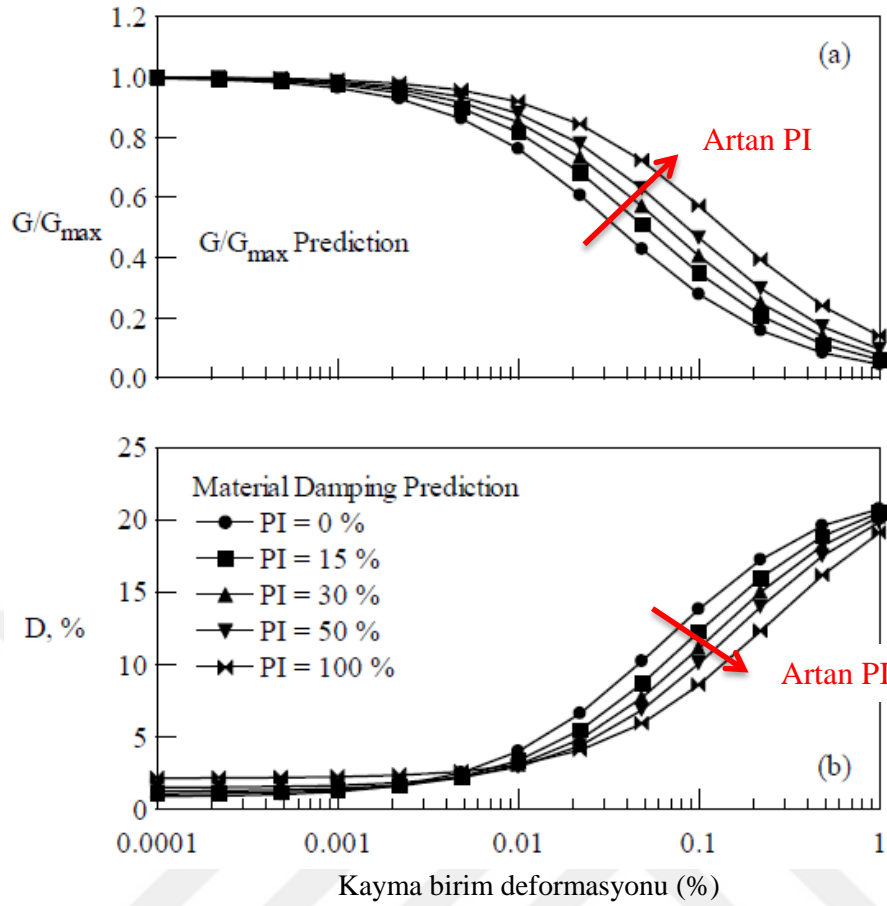 1.2
(a)
1.0
Artan PI
0.8
0.6
G/Gmax
G/Gmax Prediction
0.4
0.2
0.0
25
Material Damping Prediction
20
PI = 0 %
PI = 15 %
15
PI = 30 %
D, %
PI = 50 %
10
PI = 100 %
Artan PI
5
(b)
0
0.0001 0.001 0.01 0.1 1
Kayma birim deformasyonu (%)